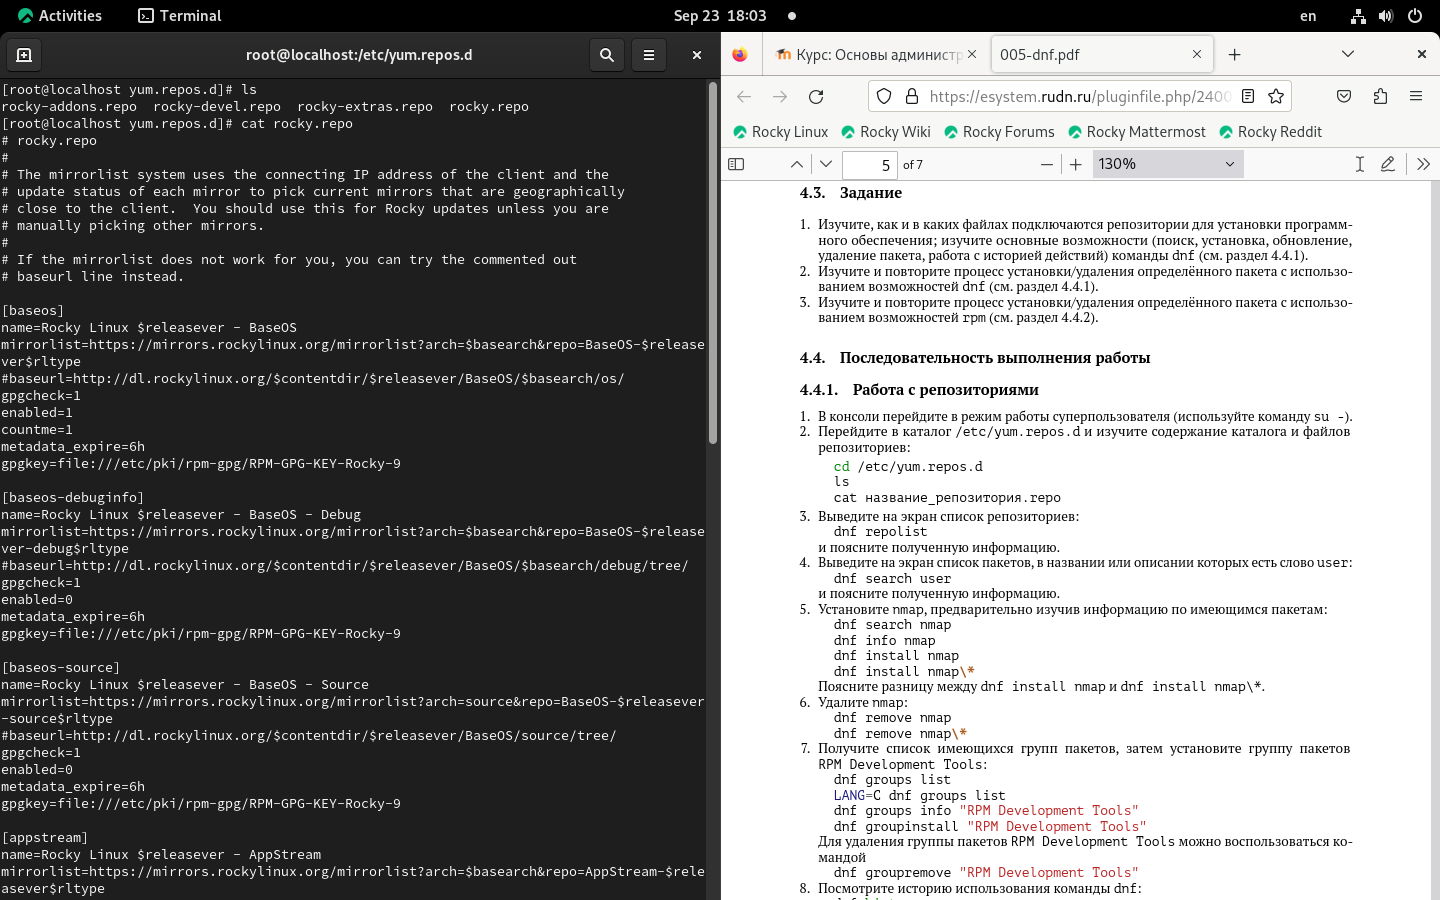 Activities
Terminal
Sep 23 18:03
en
root@localhost:/etc/yum.repos.d
[root@localhost yum.repos.d]# ls
rocky-addons.repo  rocky-devel.repo  rocky-extras.repo  rocky.repo
[root@localhost yum.repos.d]# cat rocky.repo
# rocky.repo
#
# The mirrorlist system uses the connecting IP address of the client and the
# update status of each mirror to pick current mirrors that are geographically
# close to the client.  You should use this for Rocky updates unless you are
# manually picking other mirrors.
#
# If the mirrorlist does not work for you, you can try the commented out
# baseurl line instead.
[baseos]
name=Rocky Linux $releasever - BaseOS
mirrorlist=https://mirrors.rockylinux.org/mirrorlist?arch=$basearch&repo=BaseOS-$release
ver$rltype
#baseurl=http://dl.rockylinux.org/$contentdir/$releasever/BaseOS/$basearch/os/
gpgcheck=1
enabled=1
countme=1
metadata_expire=6h
gpgkey=file:///etc/pki/rpm-gpg/RPM-GPG-KEY-Rocky-9
[baseos-debuginfo]
name=Rocky Linux $releasever - BaseOS - Debug
mirrorlist=https://mirrors.rockylinux.org/mirrorlist?arch=$basearch&repo=BaseOS-$release
ver-debug$rltype
#baseurl=http://dl.rockylinux.org/$contentdir/$releasever/BaseOS/$basearch/debug/tree/
gpgcheck=1
enabled=0
metadata_expire=6h
gpgkey=file:///etc/pki/rpm-gpg/RPM-GPG-KEY-Rocky-9
[baseos-source]
name=Rocky Linux $releasever - BaseOS - Source
mirrorlist=https://mirrors.rockylinux.org/mirrorlist?arch=source&repo=BaseOS-$releasever
-source$rltype
#baseurl=http://dl.rockylinux.org/$contentdir/$releasever/BaseOS/source/tree/
gpgcheck=1
enabled=0
metadata_expire=6h
gpgkey=file:///etc/pki/rpm-gpg/RPM-GPG-KEY-Rocky-9
[appstream]
name=Rocky Linux $releasever - AppStream
mirrorlist=https://mirrors.rockylinux.org/mirrorlist?arch=$basearch&repo=AppStream-$rele
asever$rltype
Курс: Основы администр
005-dnf.pdf
https://esystem.rudn.ru/pluginfile.php/2400
Rocky Linux
Rocky Wiki
Rocky Forums
Rocky Mattermost
Rocky Reddit
5 of 7
130%
4.3. Задание
1. Изучите, как и в каких файлах подключаются репозитории для установки программ-
ного обеспечения; изучите основные возможности (поиск, установка, обновление,
удаление пакета, работа с историей действий) команды dnf (см. раздел 4.4.1).
2. Изучите и повторите процесс установки/удаления определённого пакета с использо-
ванием возможностей dnf (см. раздел 4.4.1).
3. Изучите и повторите процесс установки/удаления определённого пакета с использо-
ванием возможностей rpm (см. раздел 4.4.2).
4.4. Последовательность выполнения работы
4.4.1. Работа с репозиториями
1. В консоли перейдите в режим работы суперпользователя (используйте команду su -).
2. Перейдите в каталог /etc/yum.repos.d и изучите содержание каталога и файлов
репозиториев:
cd /etc/yum.repos.d
ls
cat название_репозитория.repo
3. Выведите на экран список репозиториев:
dnf repolist
и поясните полученную информацию.
4. Выведите на экран список пакетов, в названии или описании которых есть слово user:
dnf search user
и поясните полученную информацию.
5. Установите nmap, предварительно изучив информацию по имеющимся пакетам:
dnf search nmap
dnf info nmap
dnf install nmap
dnf install nmap\*
Поясните разницу между dnf install nmap и dnf install nmap\*.
6. Удалите nmap:
dnf remove nmap
dnf remove nmap\*
7. Получите список имеющихся групп пакетов, затем установите группу пакетов
RPM Development Tools:
dnf groups list
LANG=C dnf groups list
dnf groups info "RPM Development Tools"
dnf groupinstall "RPM Development Tools"
Для удаления группы пакетов RPM Development Tools можно воспользоваться ко-
мандой
dnf groupremove "RPM Development Tools"
8. Посмотрите историю использования команды dnf: